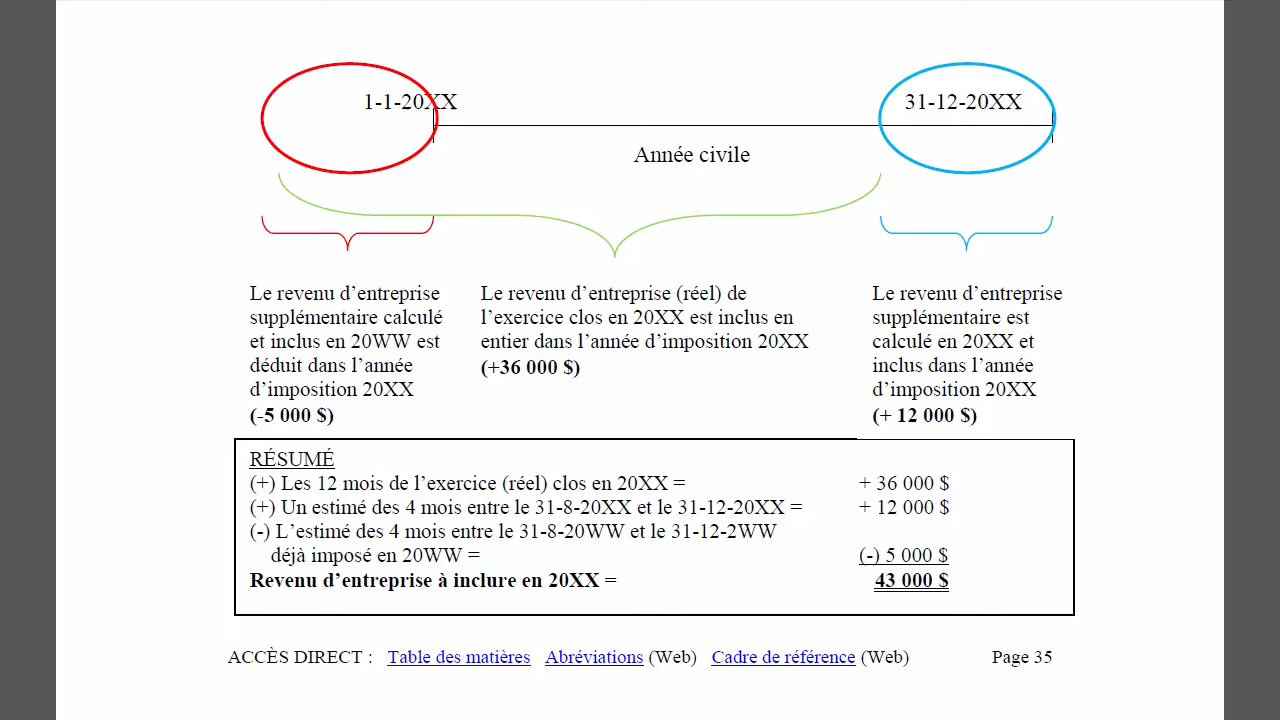 1-1-20XX
31-12-20XX
Année civile
Le revenu d’entreprise
supplémentaire calculé
et inclus en 20WW est
déduit dans l’année
d’imposition 20XX
(-5 000 $)
Le revenu d’entreprise (réel) de
l’exercice clos en 20XX est inclus en
entier dans l’année d’imposition 20XX
(+36 000 $)
Le revenu d’entreprise
supplémentaire est
calculé en 20XX et
inclus dans l’année
d’imposition 20XX
(+ 12 000 $)
RÉSUMÉ
(+) Les 12 mois de l’exercice (réel) clos en 20XX = + 36 000 $
(+) Un estimé des 4 mois entre le 31-8-20XX et le 31-12-20XX = + 12 000 $
(-) L’estimé des 4 mois entre le 31-8-20WW et le 31-12-2WW
déjà imposé en 20WW = (-) 5 000 $
Revenu d’entreprise à inclure en 20XX = 43 000 $
ACCÈS DIRECT : Table des matières Abréviations (Web) Cadre de référence (Web) Page 35